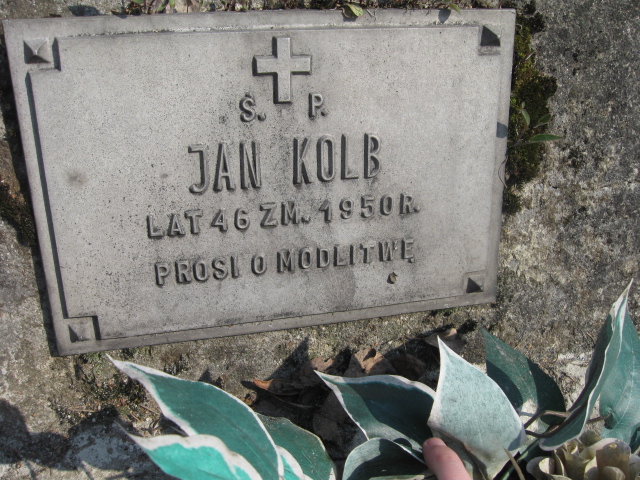 Ś. P.
JAN KOLB
LAT 46 ZM. 1950 R.
PROSI O MODLITWĘ